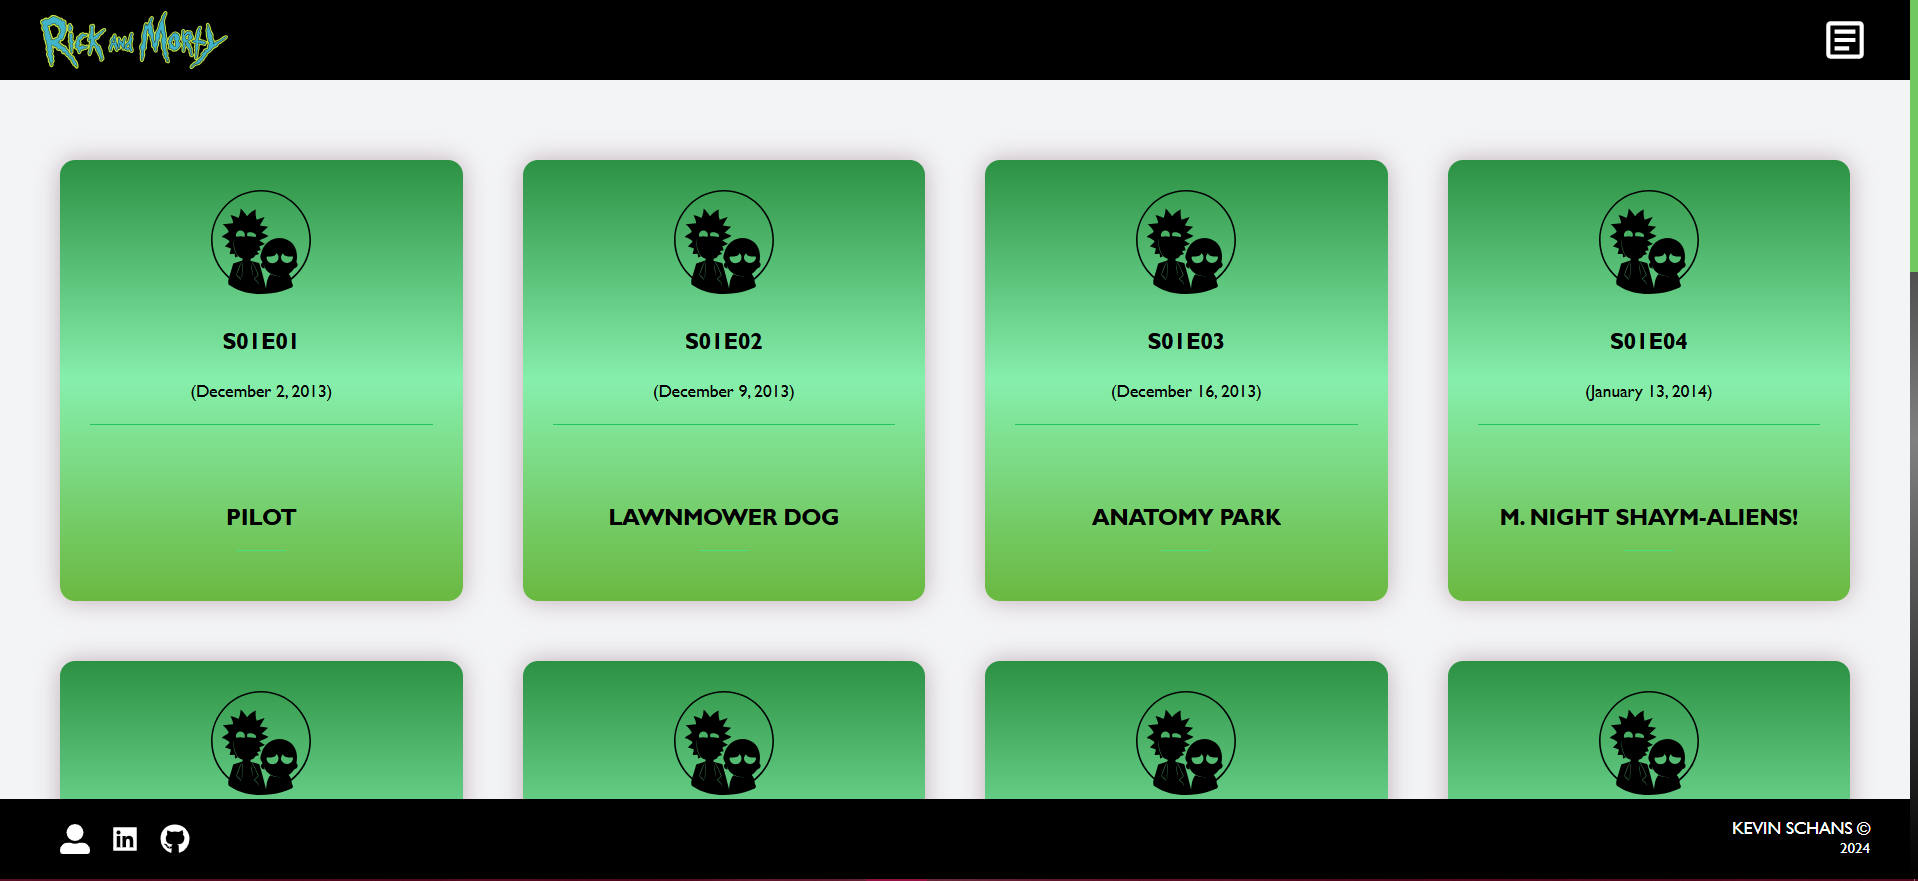 Rick and Morty
S01E01
(December 2, 2013)
PILOT
S01E02
(December 9, 2013)
LAWNMOWER DOG
S01E03
(December 16, 2013)
ANATOMY PARK
S01E04
(January 13, 2014)
M. NIGHT SHAYM-ALIENS!
in
KEVIN SCHANS ©
2024